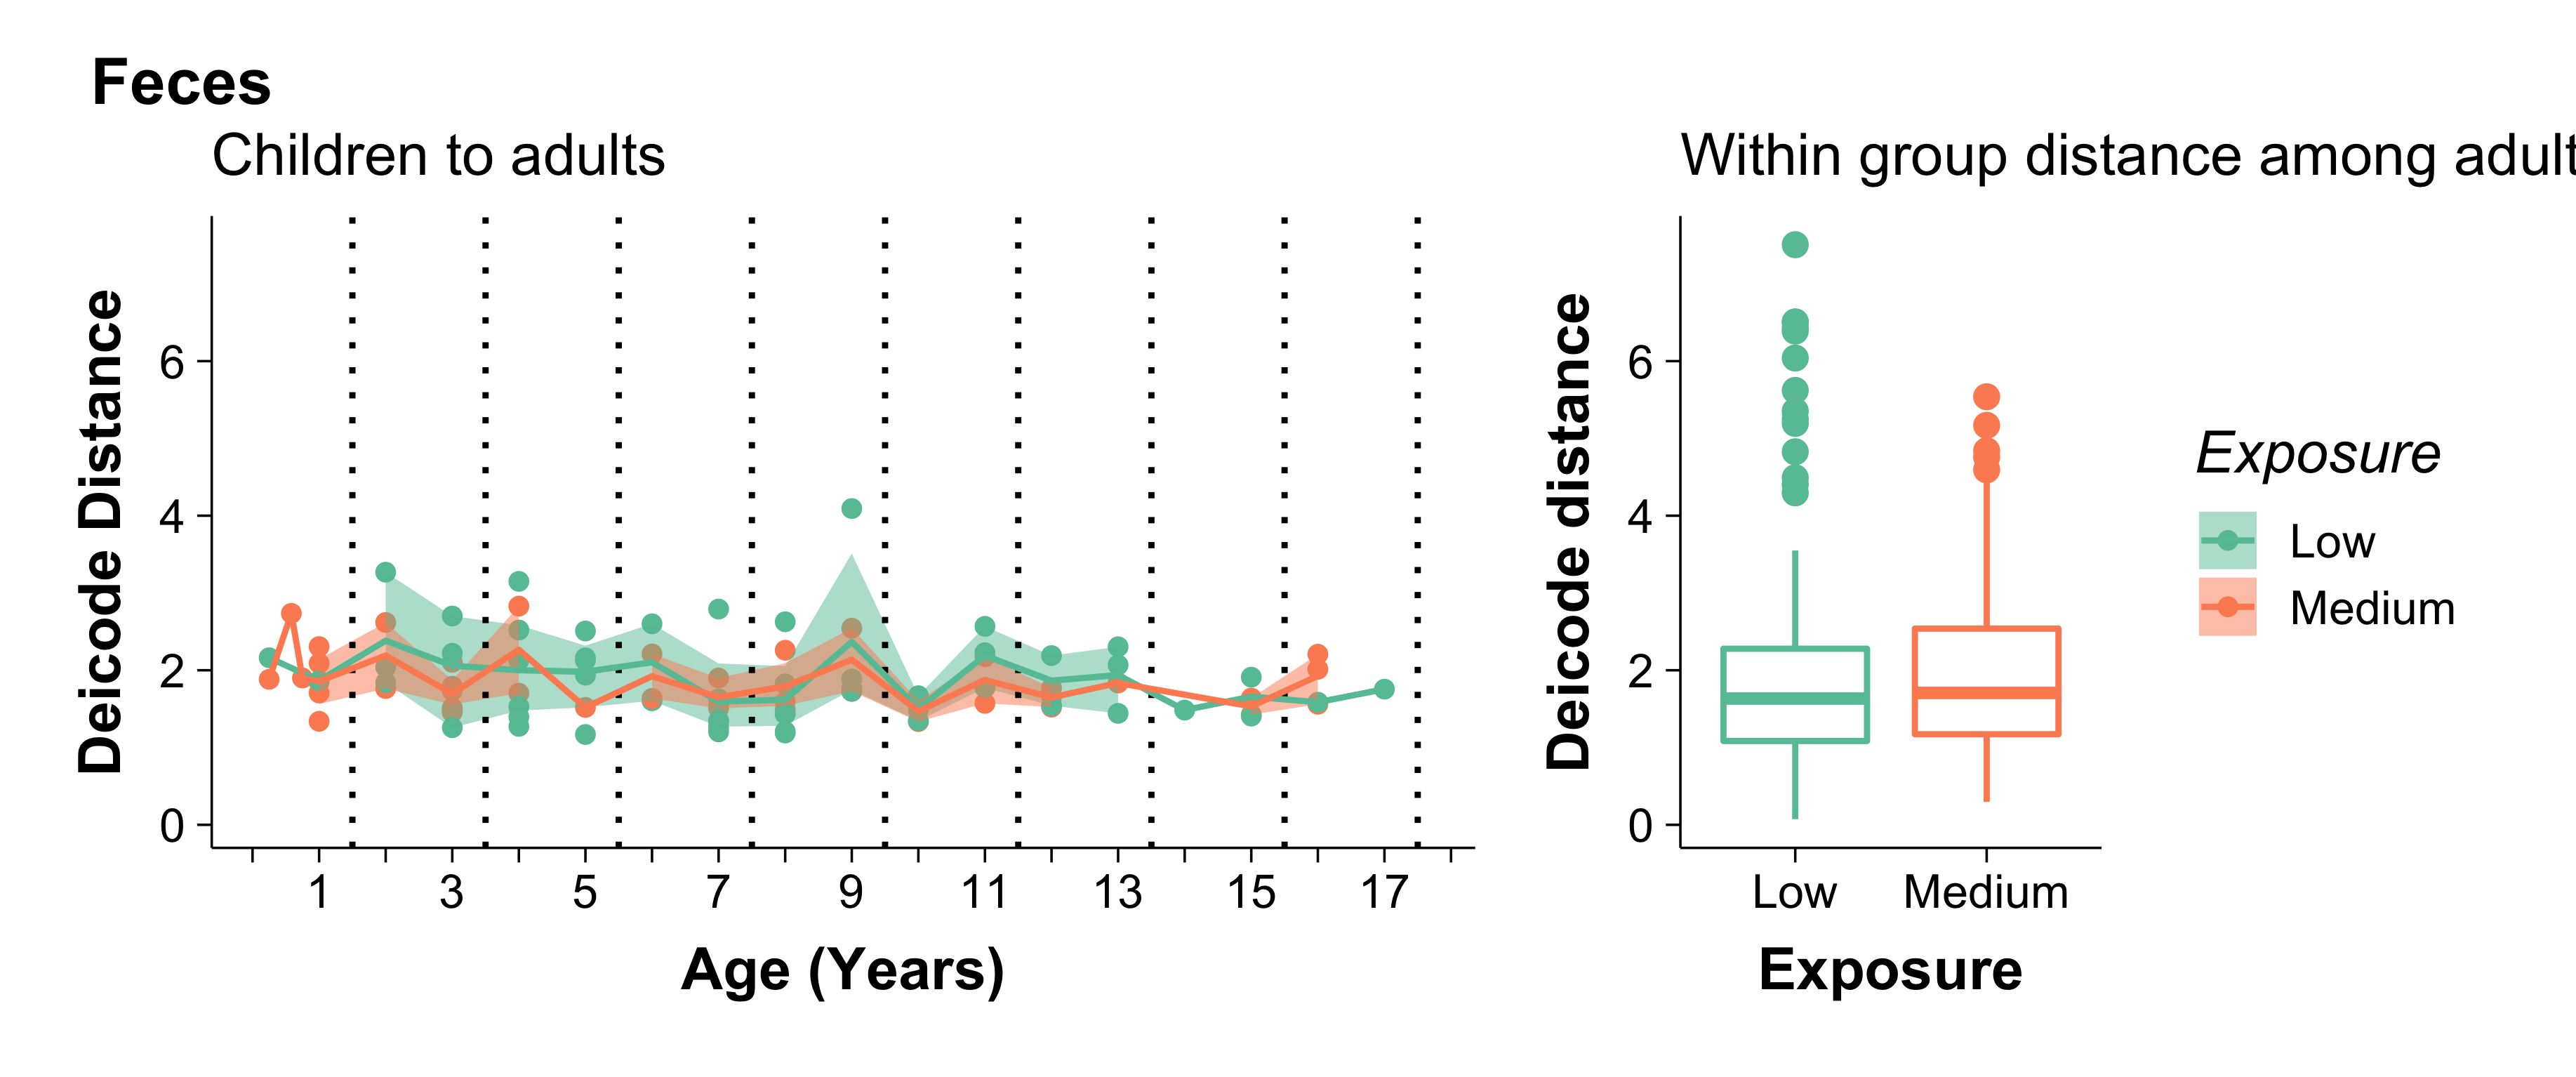 Feces
Children to adults
Deicode Distance
6
4
2
0
1 3 5 7 9 11 13 15 17
Age (Years)
Within group distance among adult
Deicode distance
6
4
2
0
Low Medium
Exposure
Exposure
Low
Medium